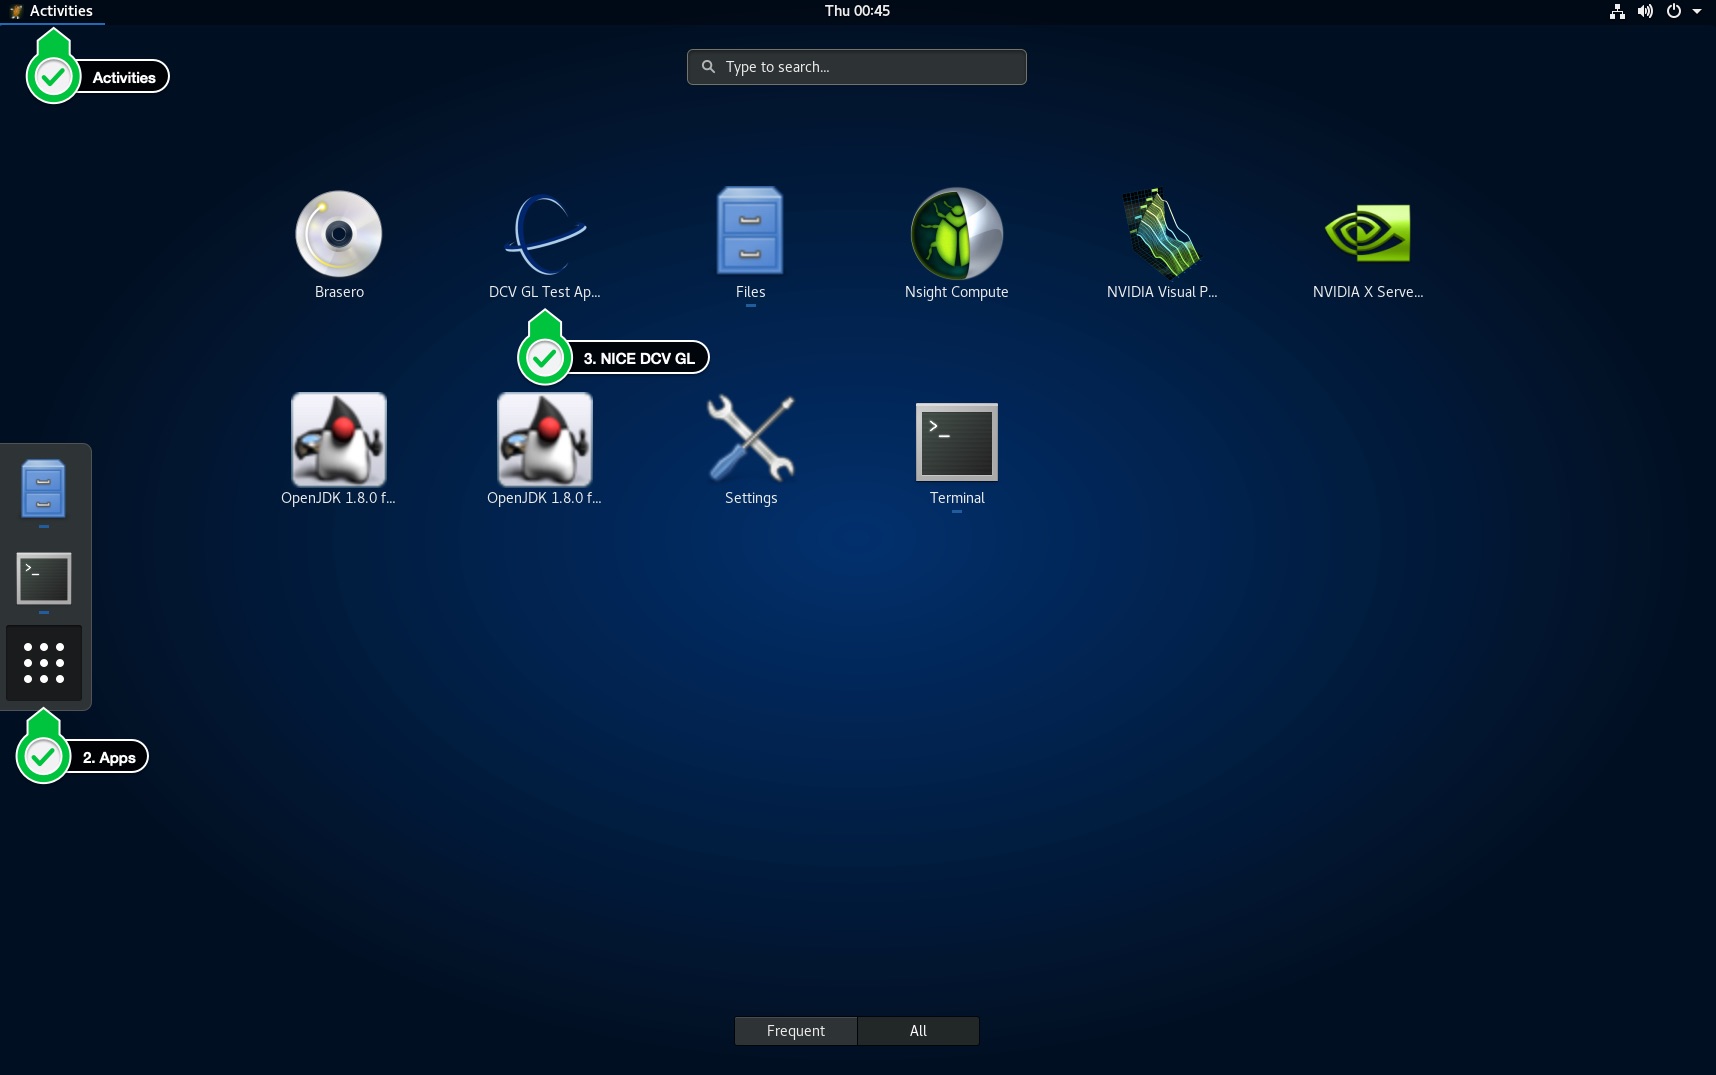 Activities
Thu 00:45
Activities
Type to search...
Brasero
DCV GL Test Ap...
Files
Nsight Compute
NVIDIA Visual P...
NVIDIA X Serve...
3. NICE DCV GL
OpenJDK 1.8.0 f...
OpenJDK 1.8.0 f...
Settings
Terminal
2. Apps
Frequent
All